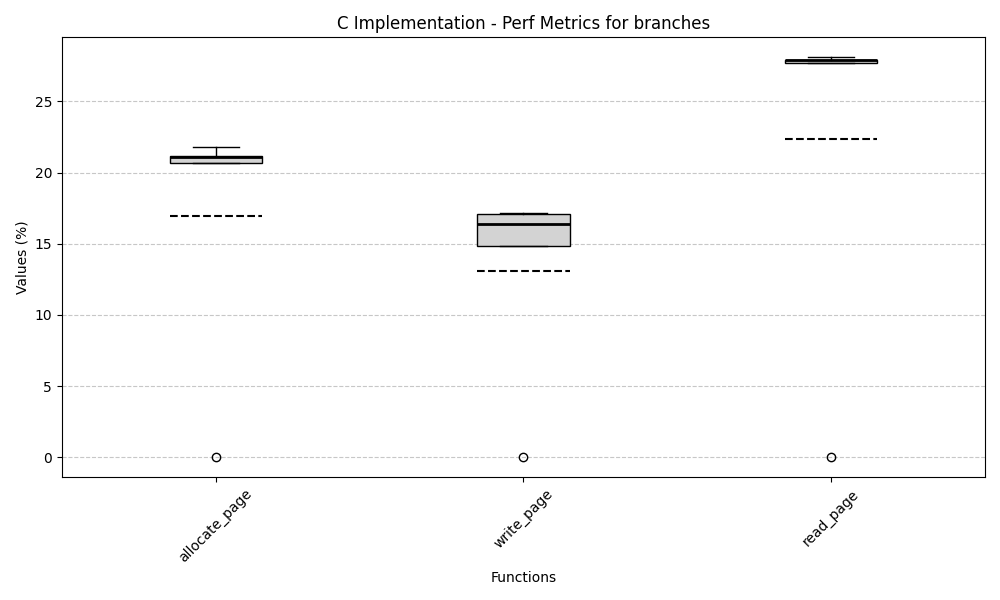 C Implementation - Perf Metrics for branches
Values (%)
25
20
15
10
5
0
allocate_page
write_page
read_page
Functions